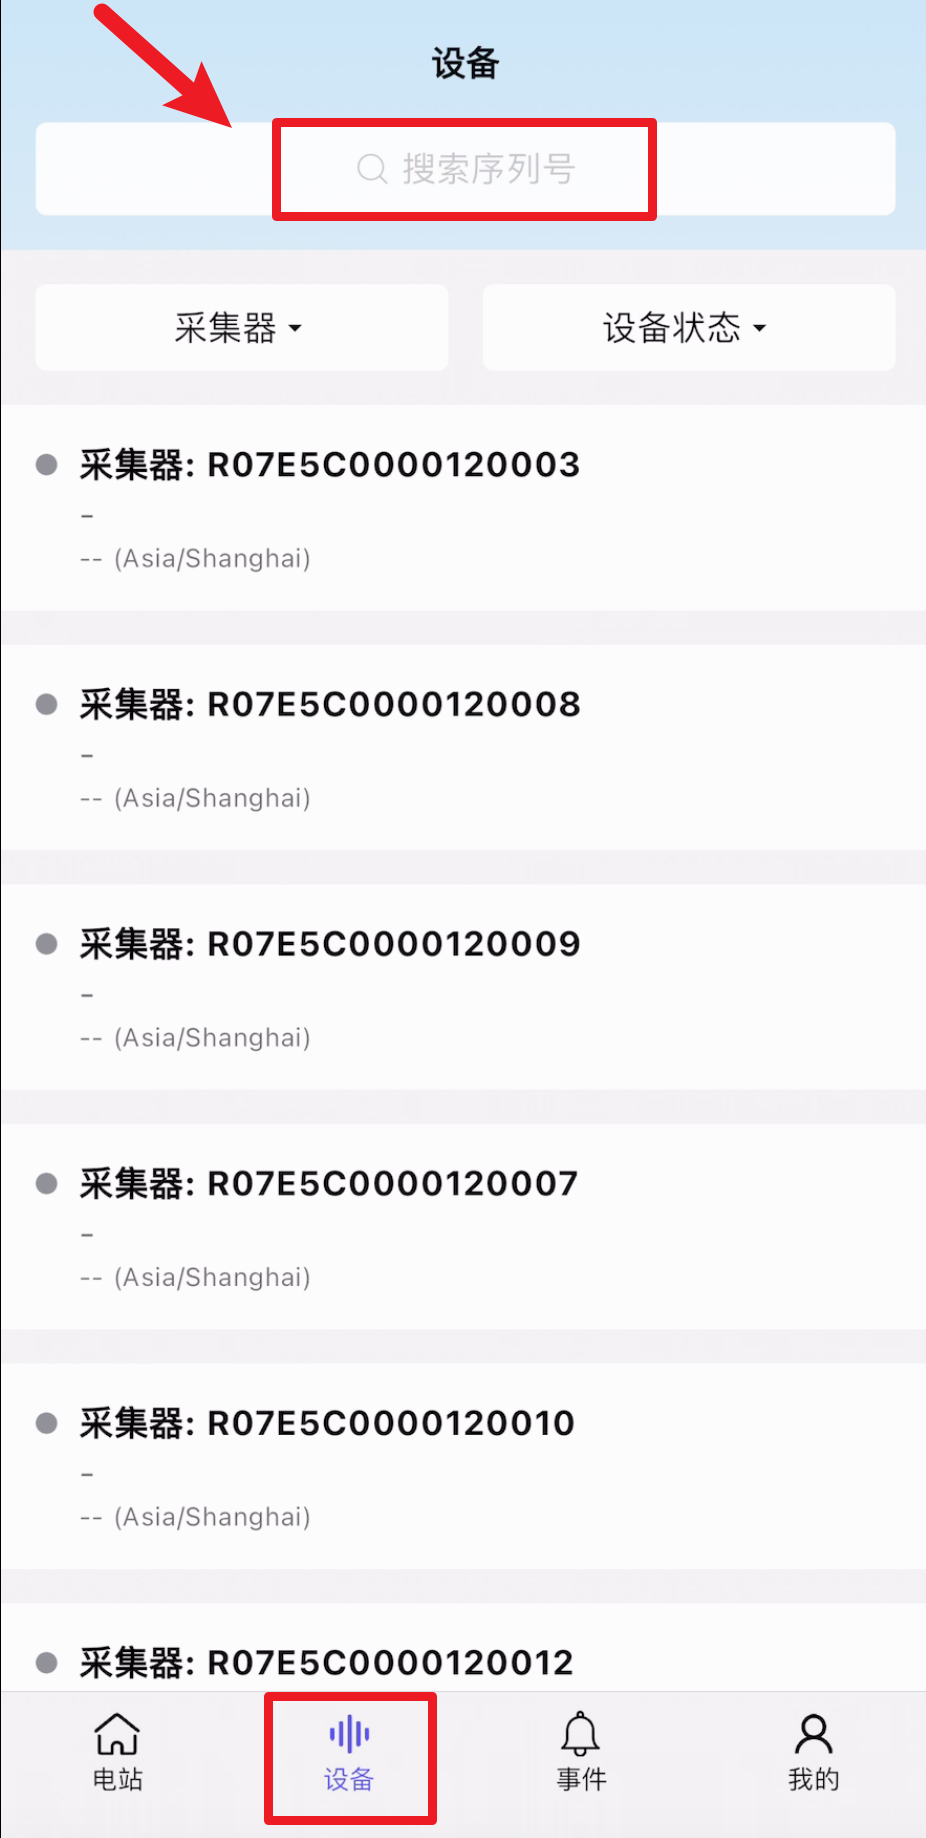 设备
搜索序列号
采集器 设备状态
采集器: R07E5C0000120003
-
-- (Asia/Shanghai)
采集器: R07E5C0000120008
-
-- (Asia/Shanghai)
采集器: R07E5C0000120009
-
-- (Asia/Shanghai)
采集器: R07E5C0000120007
-
-- (Asia/Shanghai)
采集器: R07E5C0000120010
-
-- (Asia/Shanghai)
采集器: R07E5C0000120012
电站 设备 事件 我的